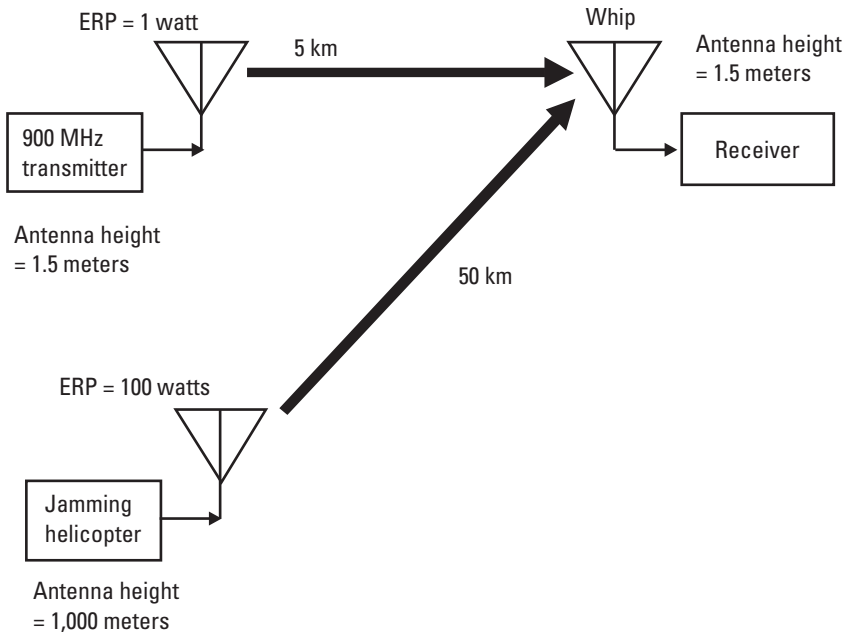 ERP = 1 watt
5 km
Whip
Antenna height
= 1.5 meters
900 MHz
transmitter
Receiver
Antenna height
= 1.5 meters
50 km
ERP = 100 watts
Jamming
helicopter
Antenna height
= 1,000 meters